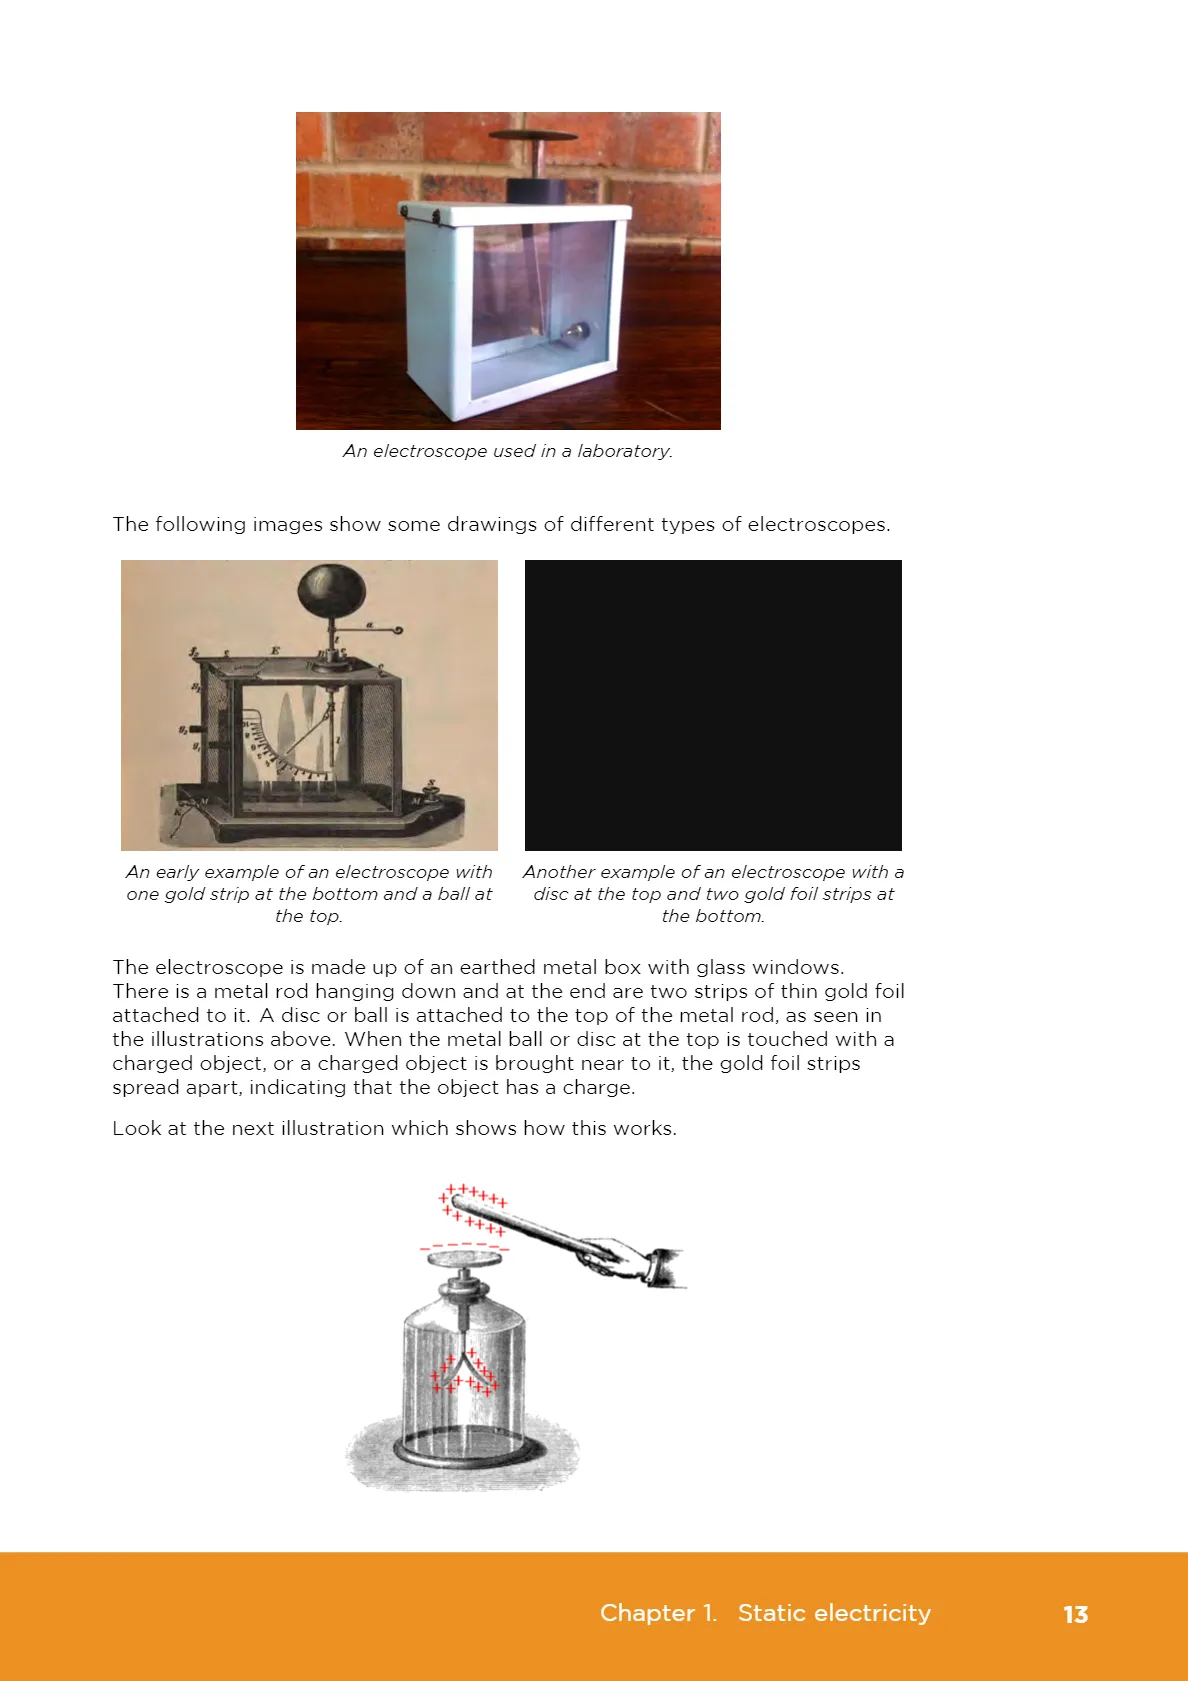 An electroscope used in a laboratory.
The following images show some drawings of different types of electroscopes.
a
t
E
An early example of an electroscope with
one gold strip at the bottom and a ball at
the top.
Another example of an electroscope with a
disc at the top and two gold foil strips at
the bottom.
The electroscope is made up of an earthed metal box with glass windows.
There is a metal rod hanging down and at the end are two strips of thin gold foil
attached to it. A disc or ball is attached to the top of the metal rod, as seen in
the illustrations above. When the metal ball or disc at the top is touched with a
charged object, or a charged object is brought near to it, the gold foil strips
spread apart, indicating that the object has a charge.
Look at the next illustration which shows how this works.
Chapter 1. Static electricity 13